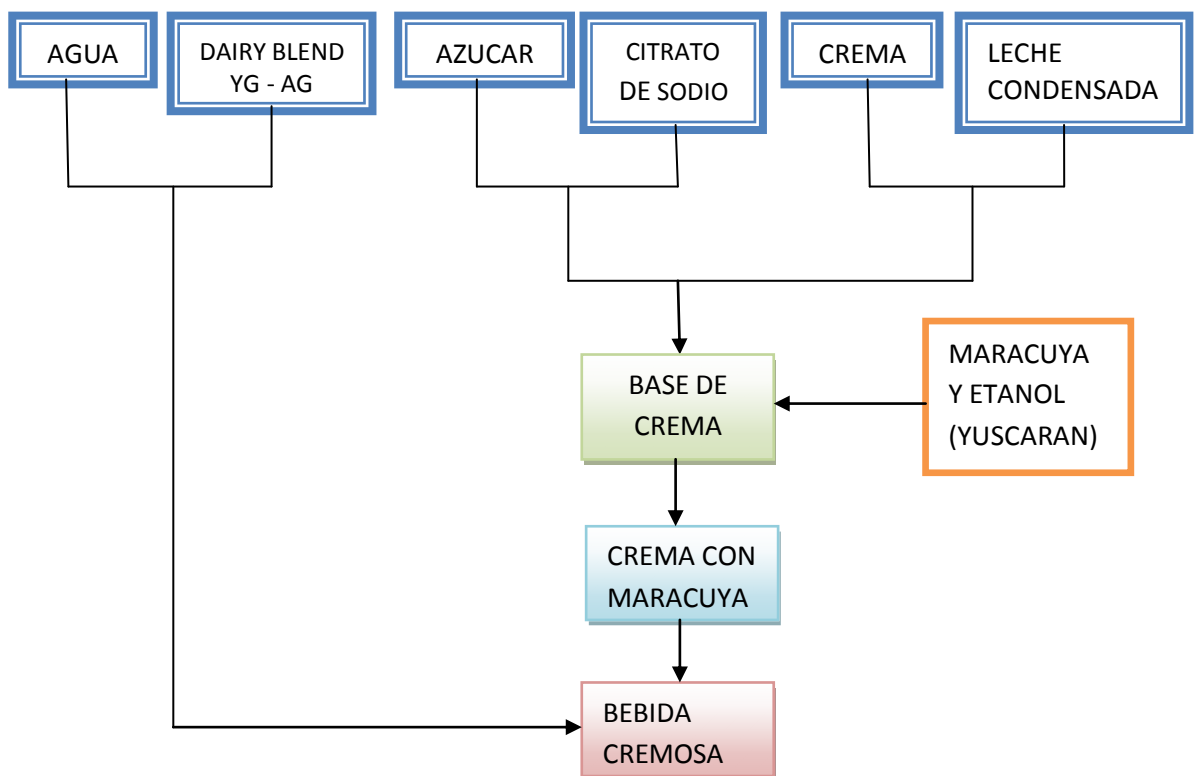 AGUA
DAIRY BLEND
YG - AG
AZUCAR
CITRATO
DE SODIO
CREMA
LECHE
CONDENSADA
BASE DE
CREMA
MARACUYA
Y ETANOL
(YUSCARAN)
CREMA CON
MARACUYA
BEBIDA
CREMOSA